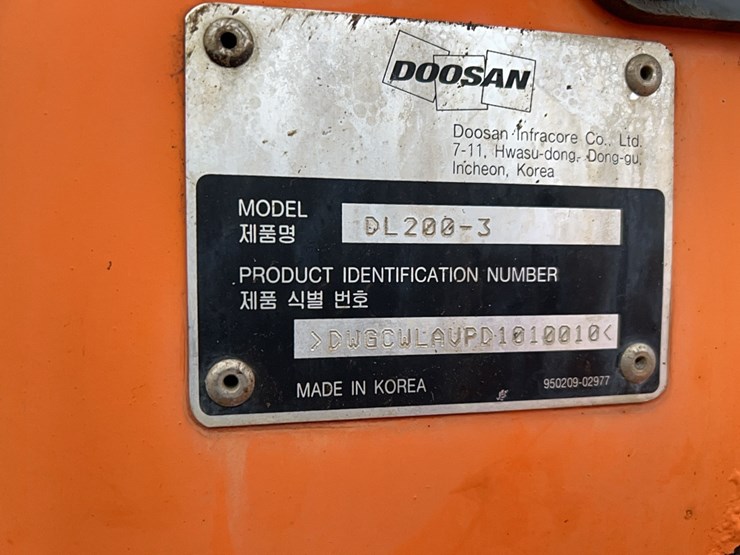 DOOSAN
Doosan Infracore Co., Ltd.
7-11, Hwasu-dong, Dong-gu,
Incheon, Korea
MODEL
제품명
DL200-3
PRODUCT IDENTIFICATION NUMBER
제품 식별 번호
>DWGCWLAVPD1010010<
MADE IN KOREA
950209-02977